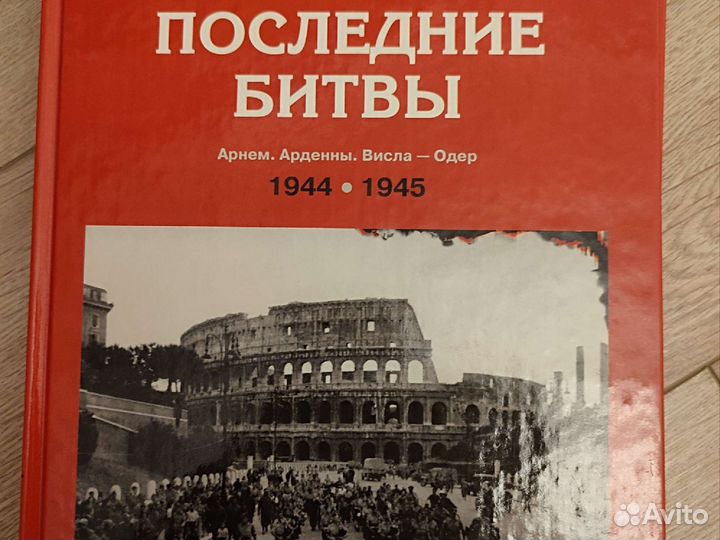 ПОСЛЕДНИЕ
БИТВЫ
Арнем. Арденны. Висла — Одер
1944 • 1945
Avito